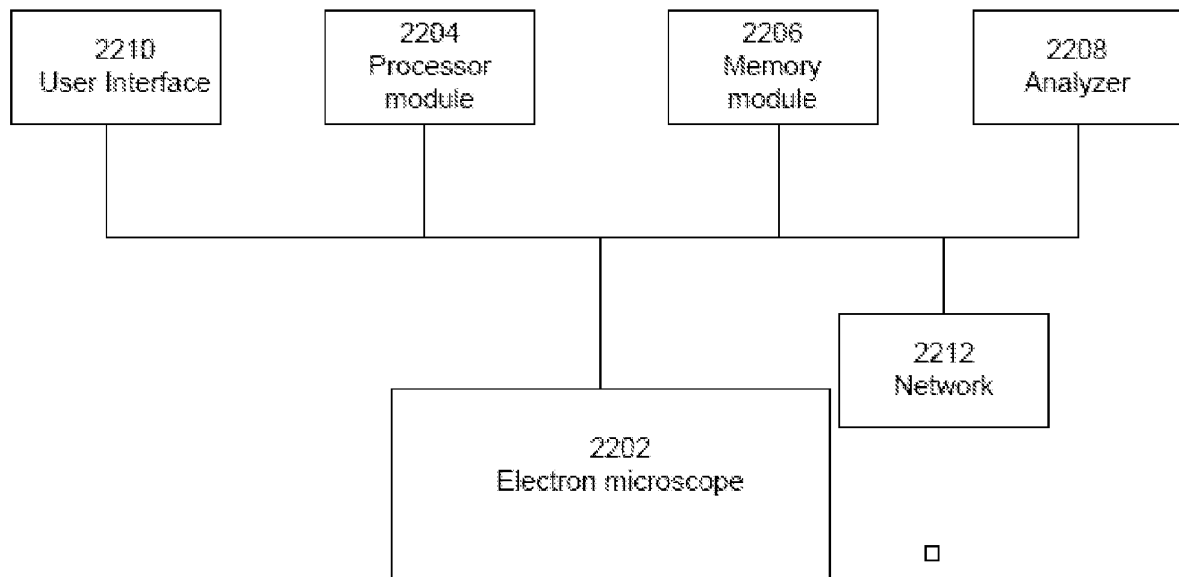 2210
User Interface
2204
Processor
module
2206
Memory
module
2208
Analyzer
2212
Network
2202
Electron microscope